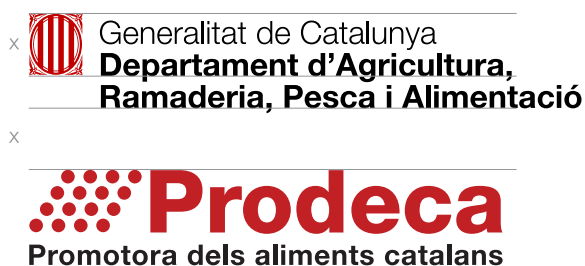 x
Generalitat de Catalunya
Departament d'Agricultura,
Ramaderia, Pesca i Alimentació
x
Prodeca
Promotora dels aliments catalans